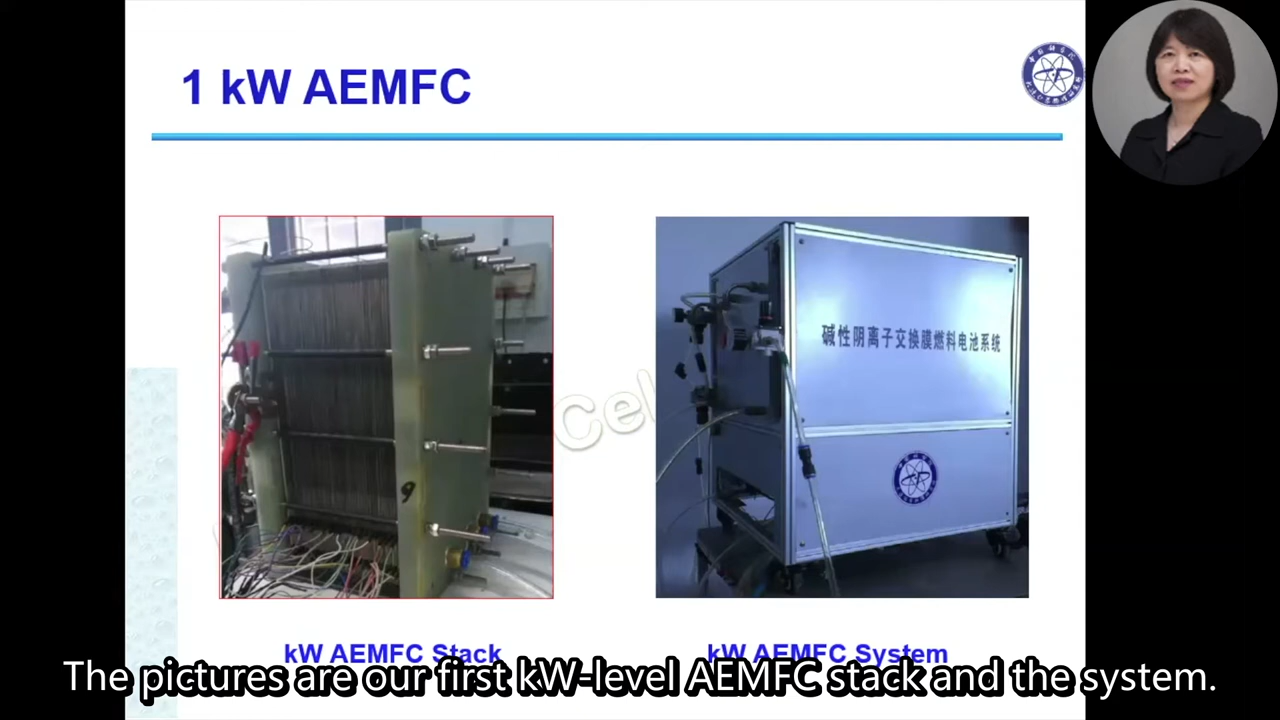 1 kW AEMFC
Cel
碱性阴离子交换膜燃料电池系统
kW AEMFC Stack
kW AEMFC System
The pictures are our first kW-level AEMFC stack and the system.